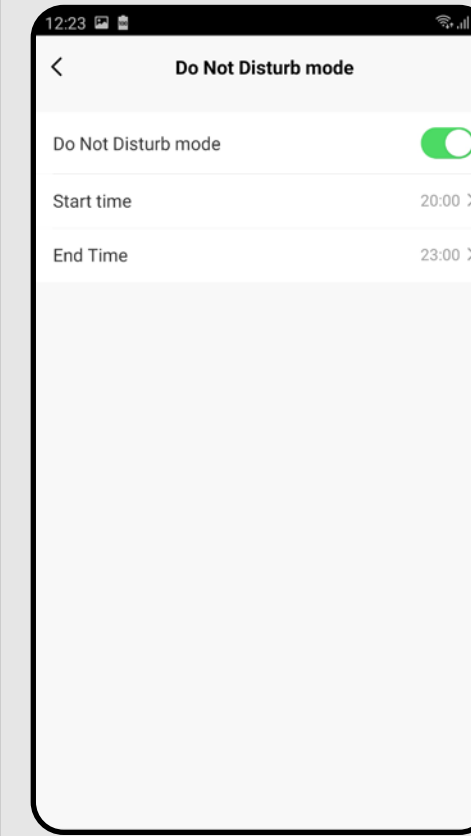 12:23
Do Not Disturb mode
Do Not Disturb mode
Start time 20:00
End Time 23:00